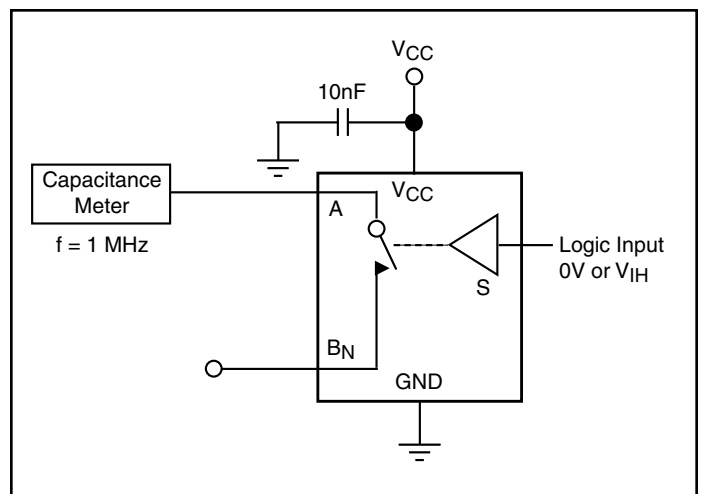 VCC
10nF
Capacitance
Meter
f = 1 MHz
VCC
A
S
Logic Input
0V or VIH
BN
GND